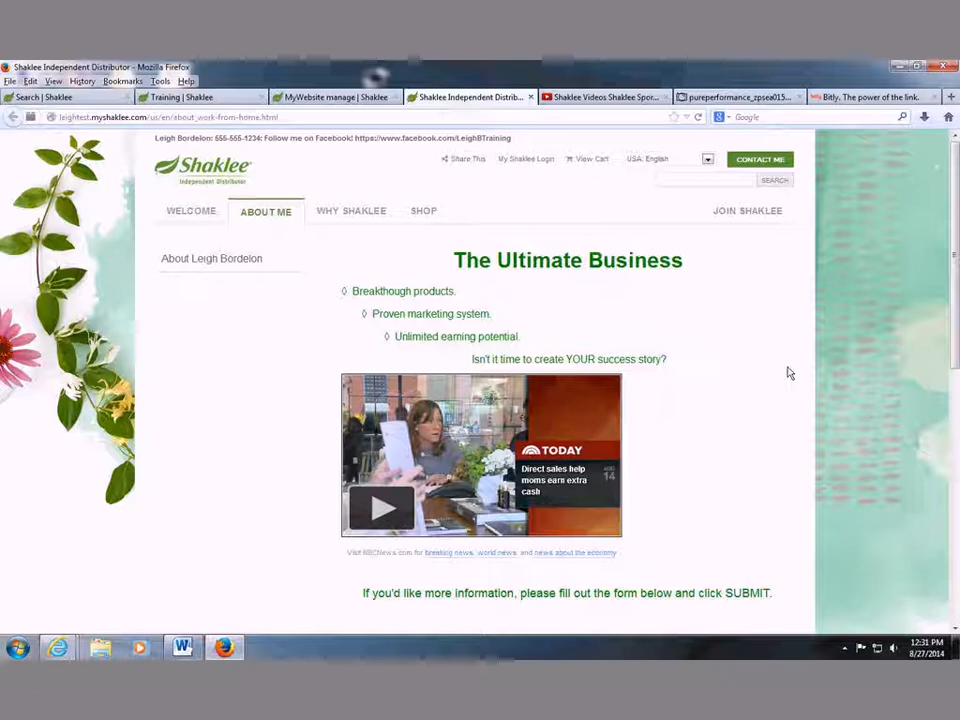 Shaklee Independent Distributor - Mozilla Firefox
File Edit View History Bookmarks Tools Help
Search | Shaklee
Training | Shaklee
MyWebsite manage | Shaklee
Shaklee Independent Distrib...
Shaklee Videos Shaklee Spor...
pureperformance_zpsea015...
Bitly. The power of the link.
leightest.myshaklee.com/us/en/about_work-from-home.html
Google
Leigh Bordelon: 555-555-1234: Follow me on Facebook! https://www.facebook.com/LeighBTraining
Shaklee
Independent Distributor
Share This My Shaklee Login View Cart USA: English CONTACT ME
SEARCH
WELCOME ABOUT ME WHY SHAKLEE SHOP JOIN SHAKLEE
About Leigh Bordelon
The Ultimate Business
◊ Breakthough products.
◊ Proven marketing system.
◊ Unlimited earning potential.
Isn't it time to create YOUR success story?
TODAY
Direct sales help
moms earn extra
cash
AUG
14
Visit NBCNews.com for breaking news, world news, and news about the economy
If you'd like more information, please fill out the form below and click SUBMIT.
12:31 PM
8/27/2014